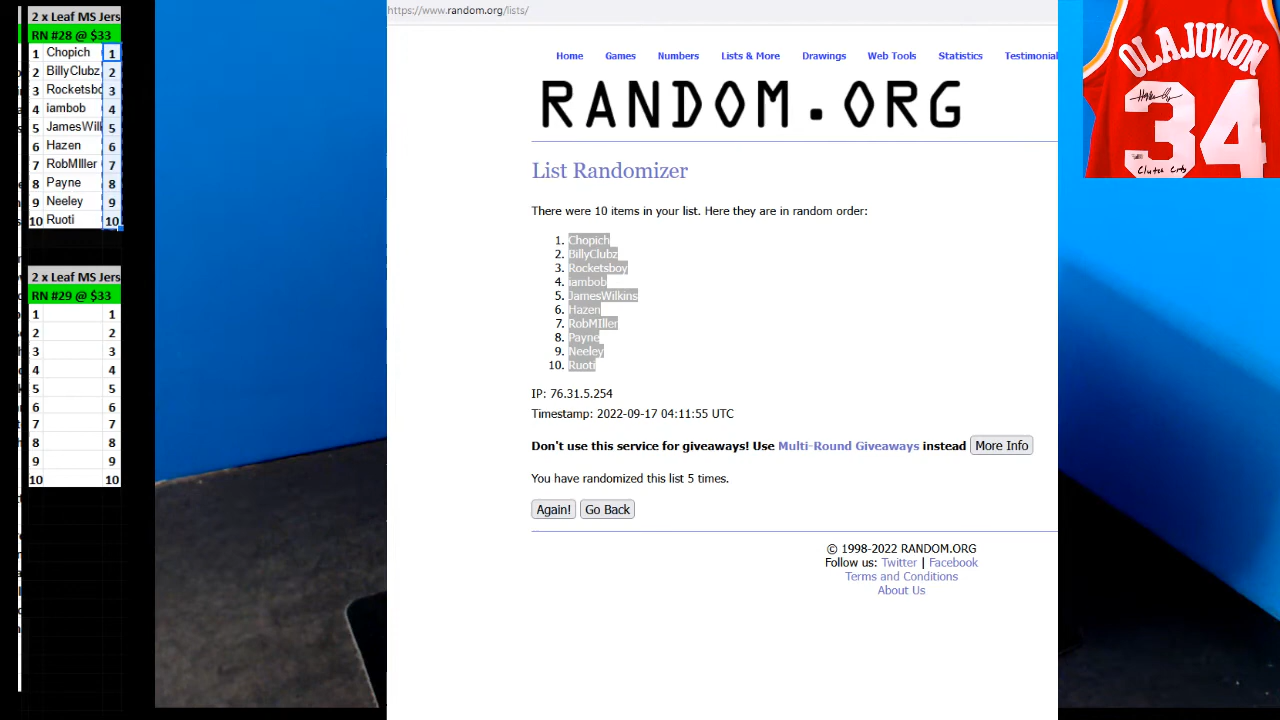 2 x Leaf MS Jers
RN #28 @ $33
1 Chopich 1
2 BillyClubz 2
3 Rocketsbo 3
4 iambob 4
5 JamesWilk 5
6 Hazen 6
7 RobMIller 7
8 Payne 8
9 Neeley 9
10 Ruoti 10
2 x Leaf MS Jers
RN #29 @ $33
1 1
2 2
3 3
4 4
5 5
6 6
7 7
8 8
9 9
10 10
https://www.random.org/lists/
Home Games Numbers Lists & More Drawings Web Tools Statistics Testimonia
RANDOM.ORG
List Randomizer
There were 10 items in your list. Here they are in random order:
1. Chopich
2. BillyClubz
3. Rocketsboy
4. iambob
5. JamesWilkins
6. Hazen
7. RobMIller
8. Payne
9. Neeley
10. Ruoti
IP: 76.31.5.254
Timestamp: 2022-09-17 04:11:55 UTC
Don't use this service for giveaways! Use Multi-Round Giveaways instead More Info
You have randomized this list 5 times.
Again! Go Back
© 1998-2022 RANDOM.ORG
Follow us: Twitter | Facebook
Terms and Conditions
About Us
OLAJUWON
34